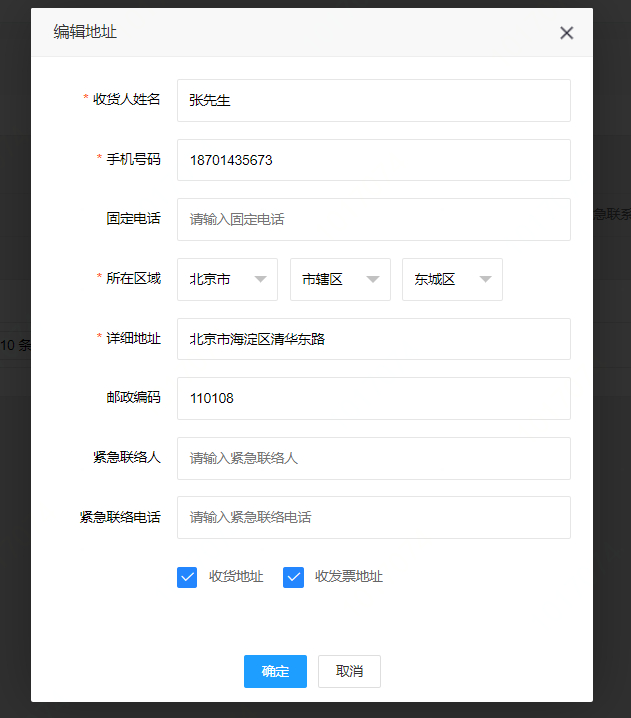 编辑地址
* 收货人姓名 张先生
* 手机号码 18701435673
急联系
固定电话 请输入固定电话
* 所在区域 北京市 市辖区 东城区
* 详细地址 北京市海淀区清华东路
10 条
邮政编码 110108
紧急联络人 请输入紧急联络人
紧急联络电话 请输入紧急联络电话
收货地址 收发票地址
确定 取消